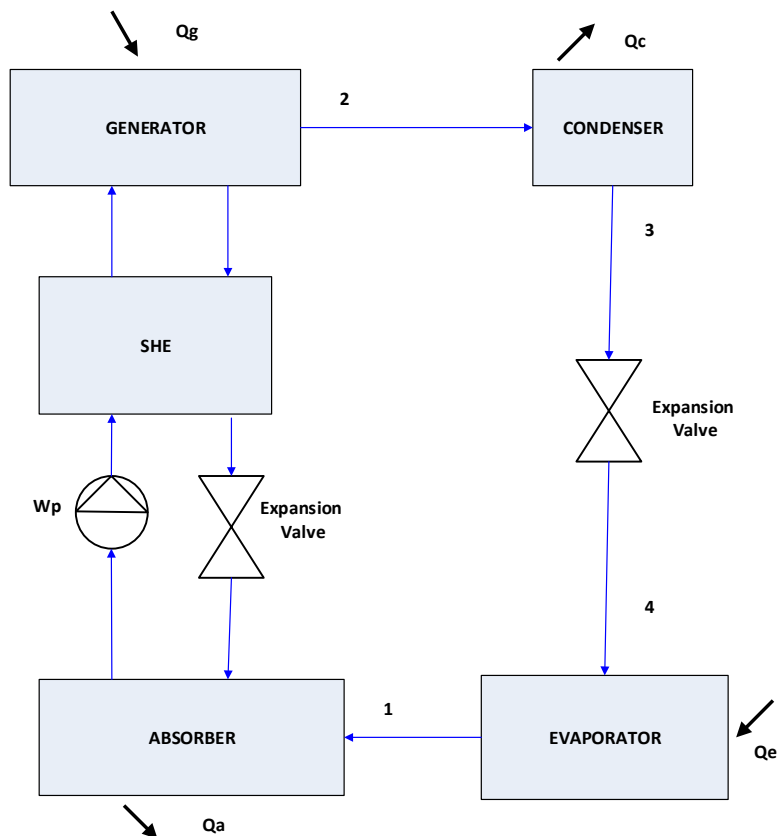 Qg
Qc
GENERATOR
2
CONDENSER
3
SHE
Expansion
Valve
Wp
Expansion
Valve
4
ABSORBER
1
EVAPORATOR
Qe
Qa